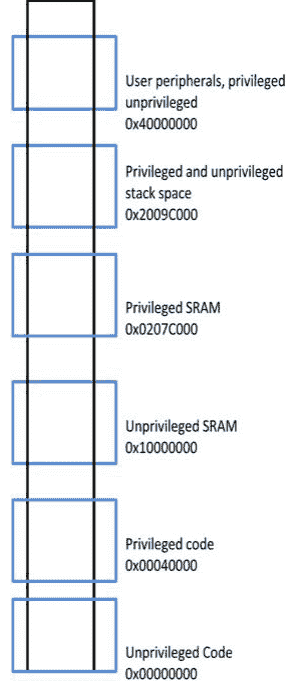 User peripherals, privileged
unprivileged
0x40000000
Privileged and unprivileged
stack space
0x2009C000
Privileged SRAM
0x0207C000
Unprivileged SRAM
0x10000000
Privileged code
0x00040000
Unprivileged Code
0x00000000